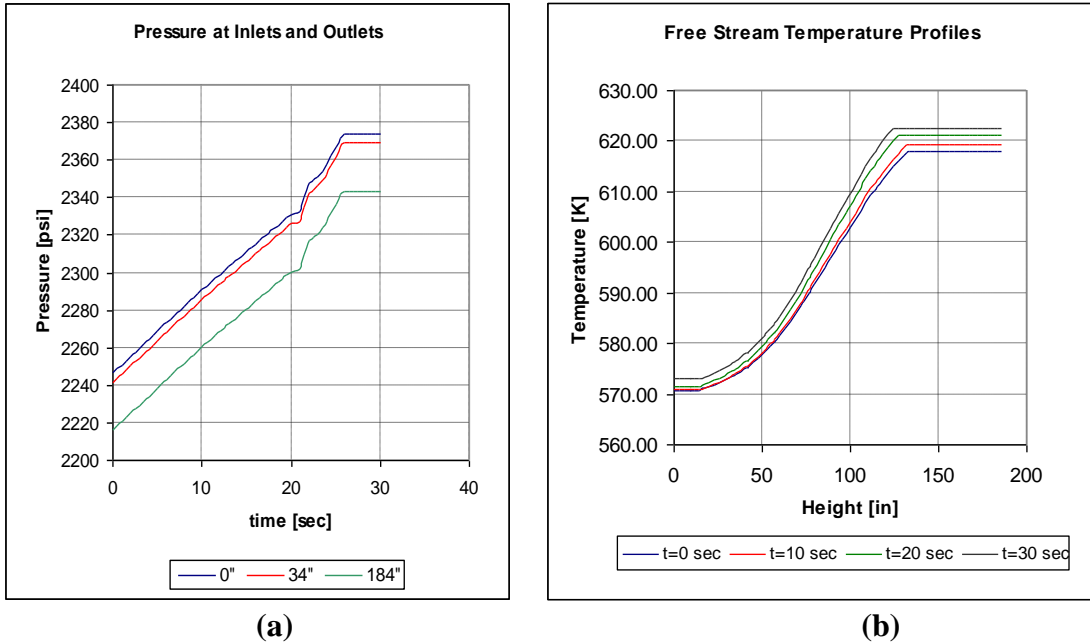 Pressure at Inlets and Outlets
Pressure [psi]
2400
2380
2360
2340
2320
2300
2280
2260
2240
2220
2200
0 10 20 30 40
time [sec]
0" 34" 184"
(a)
Free Stream Temperature Profiles
Temperature [K]
630.00
620.00
610.00
600.00
590.00
580.00
570.00
560.00
0 50 100 150 200
Height [in]
t=0 sec t=10 sec t=20 sec t=30 sec
(b)